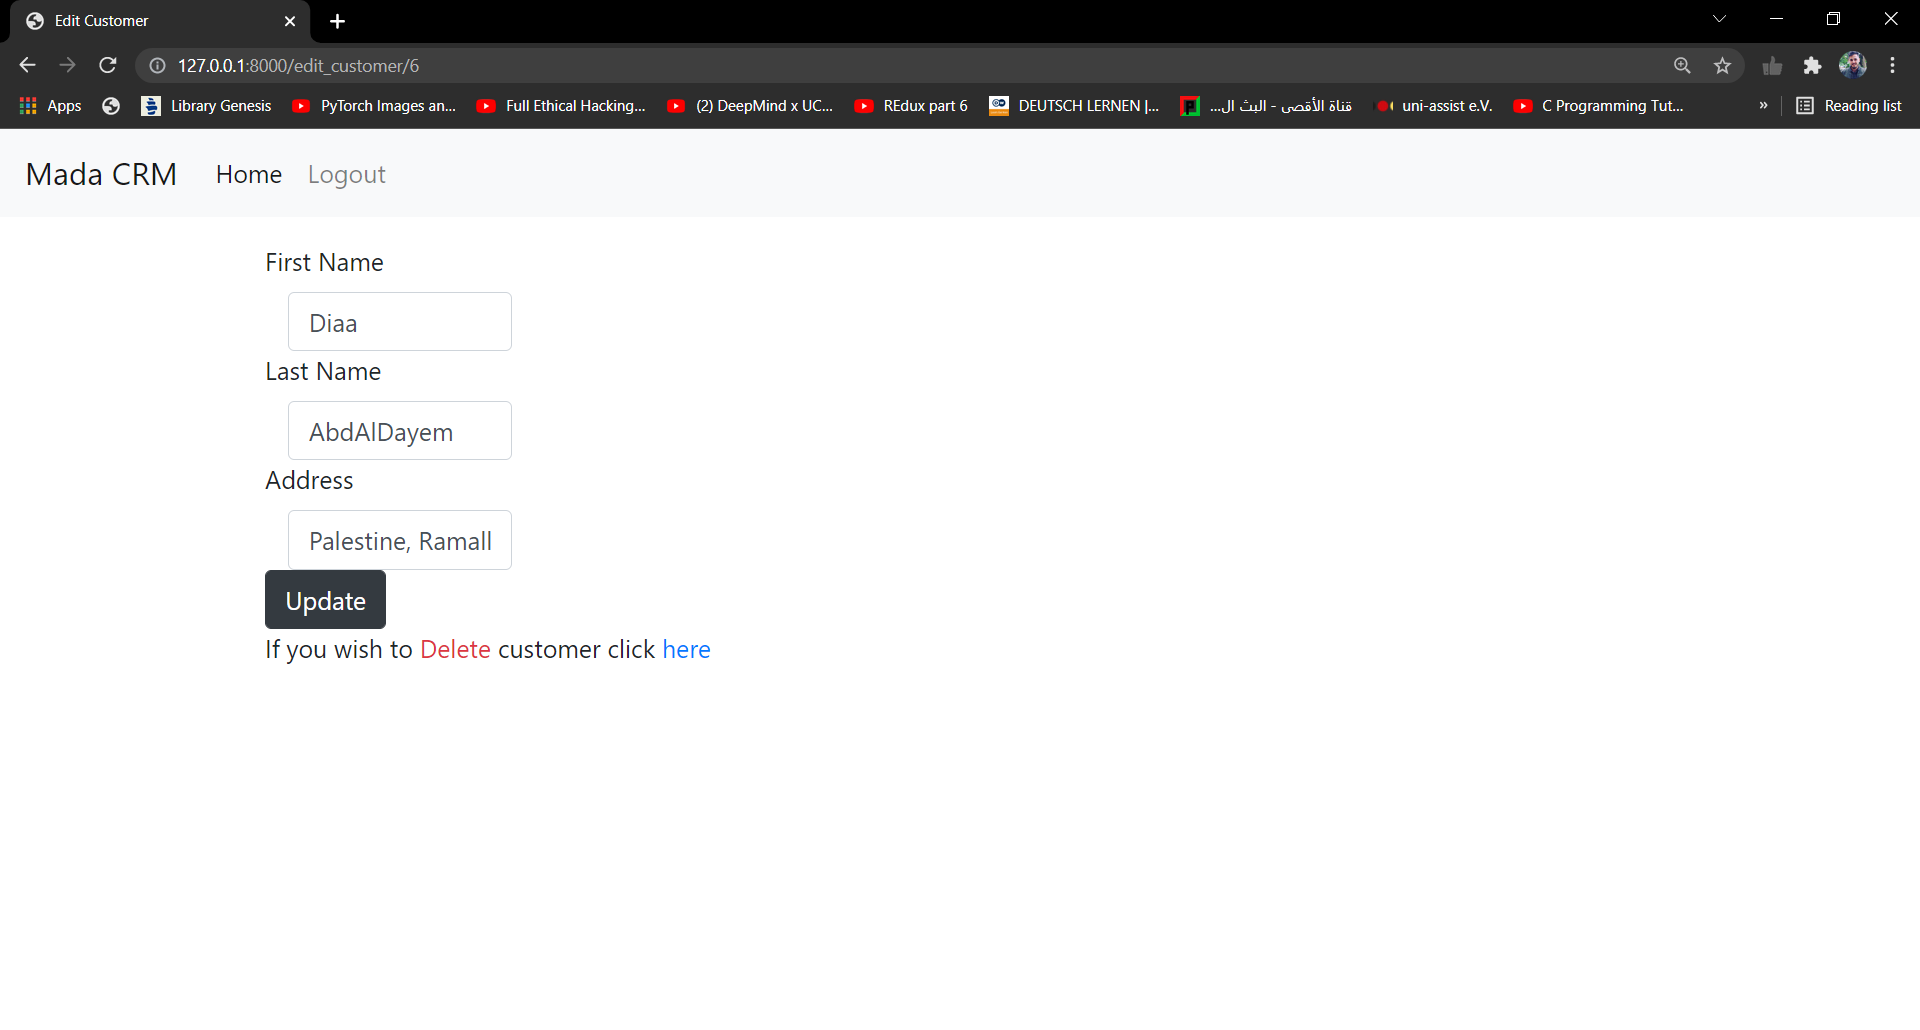 Edit Customer
127.0.0.1:8000/edit_customer/6
Apps Library Genesis PyTorch Images an... Full Ethical Hacking... (2) DeepMind x UC... REdux part 6 DEUTSCH LERNEN |... قناة الأقصى - البث ال... uni-assist e.V. C Programming Tut... » Reading list
Mada CRM Home Logout
First Name
Diaa
Last Name
AbdAlDayem
Address
Palestine, Ramall
Update
If you wish to Delete customer click here